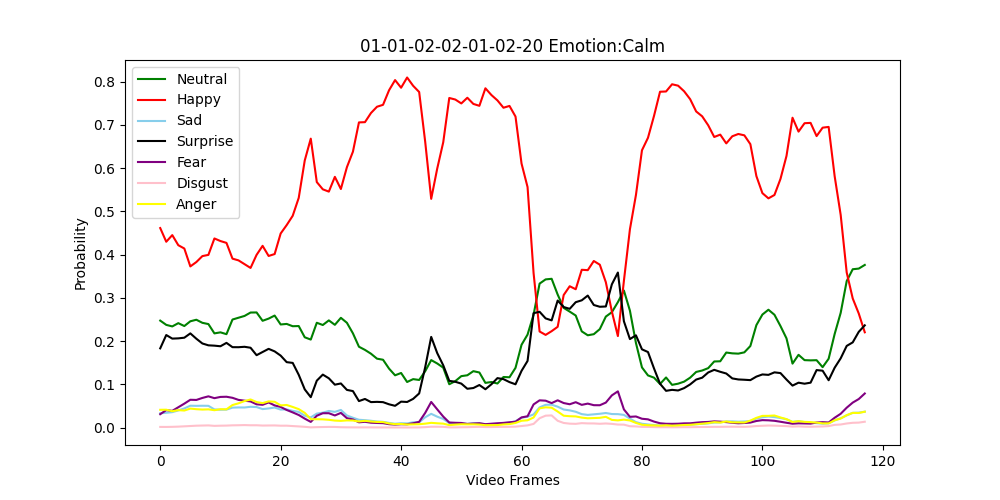 01-01-02-02-01-02-20 Emotion:Calm
Neutral
Happy
Sad
Surprise
Fear
Disgust
Anger
0.8
0.7
0.6
0.5
0.4
0.3
0.2
0.1
0.0
Probability
0 20 40 60 80 100 120
Video Frames